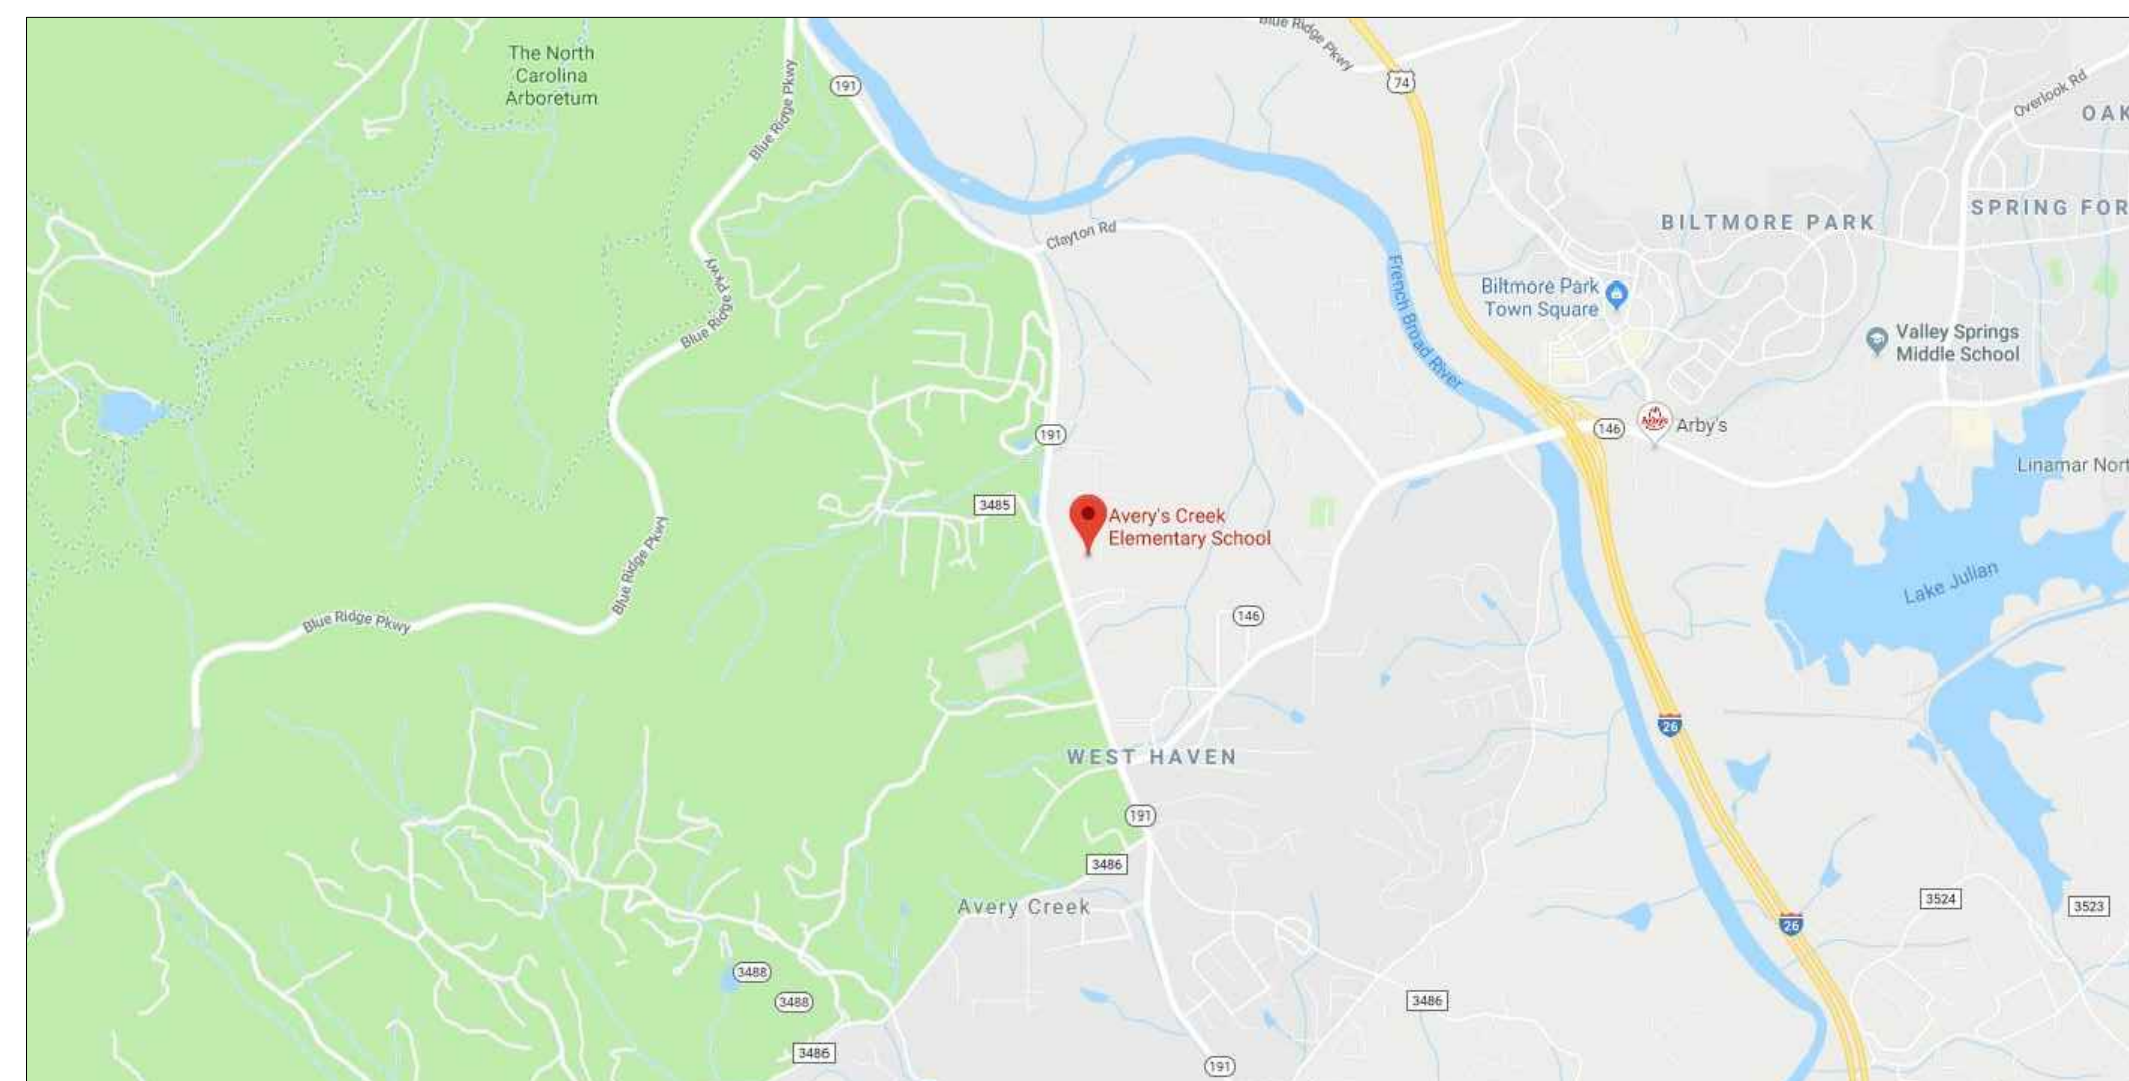 Blue Ridge Pkwy
The North
Carolina
Arboretum
191
74
Blue Ridge Pkwy
Overlook Rd
OAK
SPRING FOR
BILTMORE PARK
Clayton Rd
Blue Ridge Pkwy
French Broad River
Biltmore Park
Town Square
Valley Springs
Middle School
146
Arby's
191
Linamar Nort
3485
Avery's Creek
Elementary School
Blue Ridge Pkwy
Lake Julian
Blue Ridge Pkwy
146
26
WEST HAVEN
191
3486
Avery Creek
3524
3523
26
3488
3488
3486
3486
191